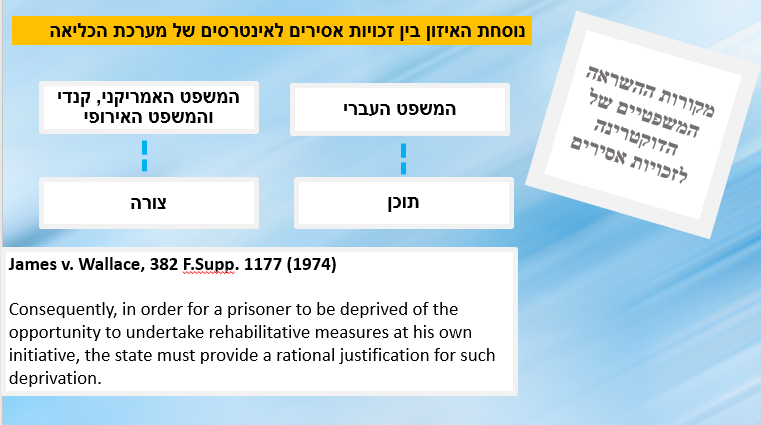 נוסחת האיזון בין זכויות אסירים לאינטרסים של מערכת הכליאה
מקורות ההשראה
המשפטיים של
הדוקטרינה
לזכויות אסירים
המשפט העברי
המשפט האמריקני, קנדי
והמשפט האירופי
תוכן
צורה
James v. Wallace, 382 F.Supp. 1177 (1974)
Consequently, in order for a prisoner to be deprived of the
opportunity to undertake rehabilitative measures at his own
initiative, the state must provide a rational justification for such
deprivation.